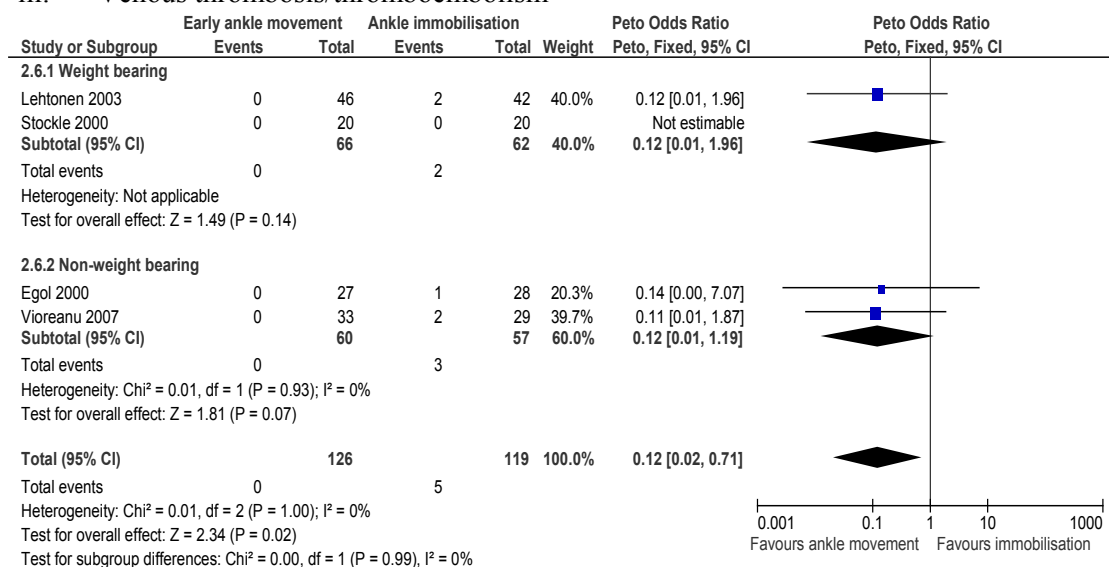 III. Venous thrombosis/thromboembolism
Early ankle movement Ankle immobilisation Peto Odds Ratio Peto Odds Ratio
Study or Subgroup Events Total Events Total Weight Peto, Fixed, 95% CI Peto, Fixed, 95% CI
2.6.1 Weight bearing
Lehtonen 2003 0 46 2 42 40.0% 0.12 [0.01, 1.96]
Stockle 2000 0 20 0 20 Not estimable
Subtotal (95% CI) 66 62 40.0% 0.12 [0.01, 1.96]
Total events 0 2
Heterogeneity: Not applicable
Test for overall effect: Z = 1.49 (P = 0.14)
2.6.2 Non-weight bearing
Egol 2000 0 27 1 28 20.3% 0.14 [0.00, 7.07]
Vioreanu 2007 0 33 2 29 39.7% 0.11 [0.01, 1.87]
Subtotal (95% CI) 60 57 60.0% 0.12 [0.01, 1.19]
Total events 0 3
Heterogeneity: Chi² = 0.01, df = 1 (P = 0.93); I² = 0%
Test for overall effect: Z = 1.81 (P = 0.07)
Total (95% CI) 126 119 100.0% 0.12 [0.02, 0.71]
Total events 0 5
Heterogeneity: Chi² = 0.01, df = 2 (P = 1.00); I² = 0%
Test for overall effect: Z = 2.34 (P = 0.02)
Test for subgroup differences: Chi² = 0.00, df = 1 (P = 0.99), I² = 0%
0.001 0.1 1 10 1000
Favours ankle movement Favours immobilisation